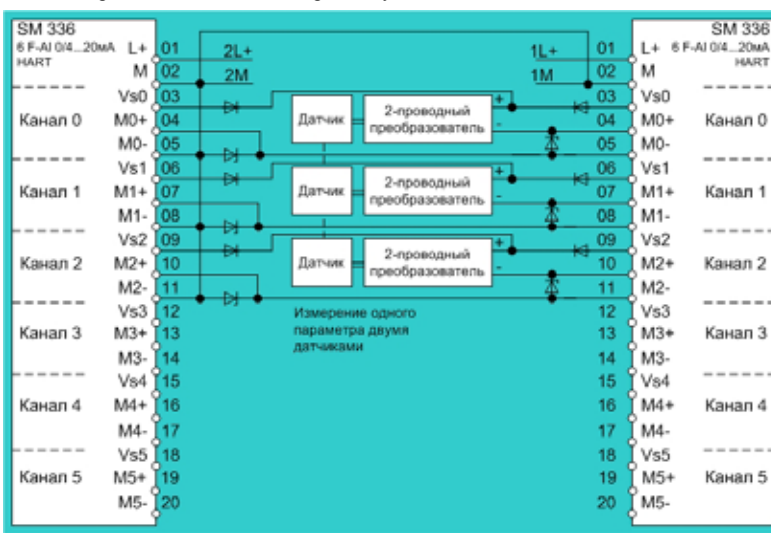 SM 336
6 F-AI 0/4...20мА
HART
L+ 01
M 02
Vs0 03
Канал 0 M0+ 04
M0- 05
Vs1 06
Канал 1 M1+ 07
M1- 08
Vs2 09
Канал 2 M2+ 10
M2- 11
Vs3 12
Канал 3 M3+ 13
M3- 14
Vs4 15
Канал 4 M4+ 16
M4- 17
Vs5 18
Канал 5 M5+ 19
M5- 20
2L+
2M
1L+
1M
Датчик
2-проводный
преобразователь
+
-
Датчик
2-проводный
преобразователь
+
-
Датчик
2-проводный
преобразователь
+
-
Измерение одного
параметра двумя
датчиками
SM 336
6 F-AI 0/4...20мА
HART
01 L+
02 M
03 Vs0
04 M0+ Канал 0
05 M0-
06 Vs1
07 M1+ Канал 1
08 M1-
09 Vs2
10 M2+ Канал 2
11 M2-
12 Vs3
13 M3+ Канал 3
14 M3-
15 Vs4
16 M4+ Канал 4
17 M4-
18 Vs5
19 M5+ Канал 5
20 M5-